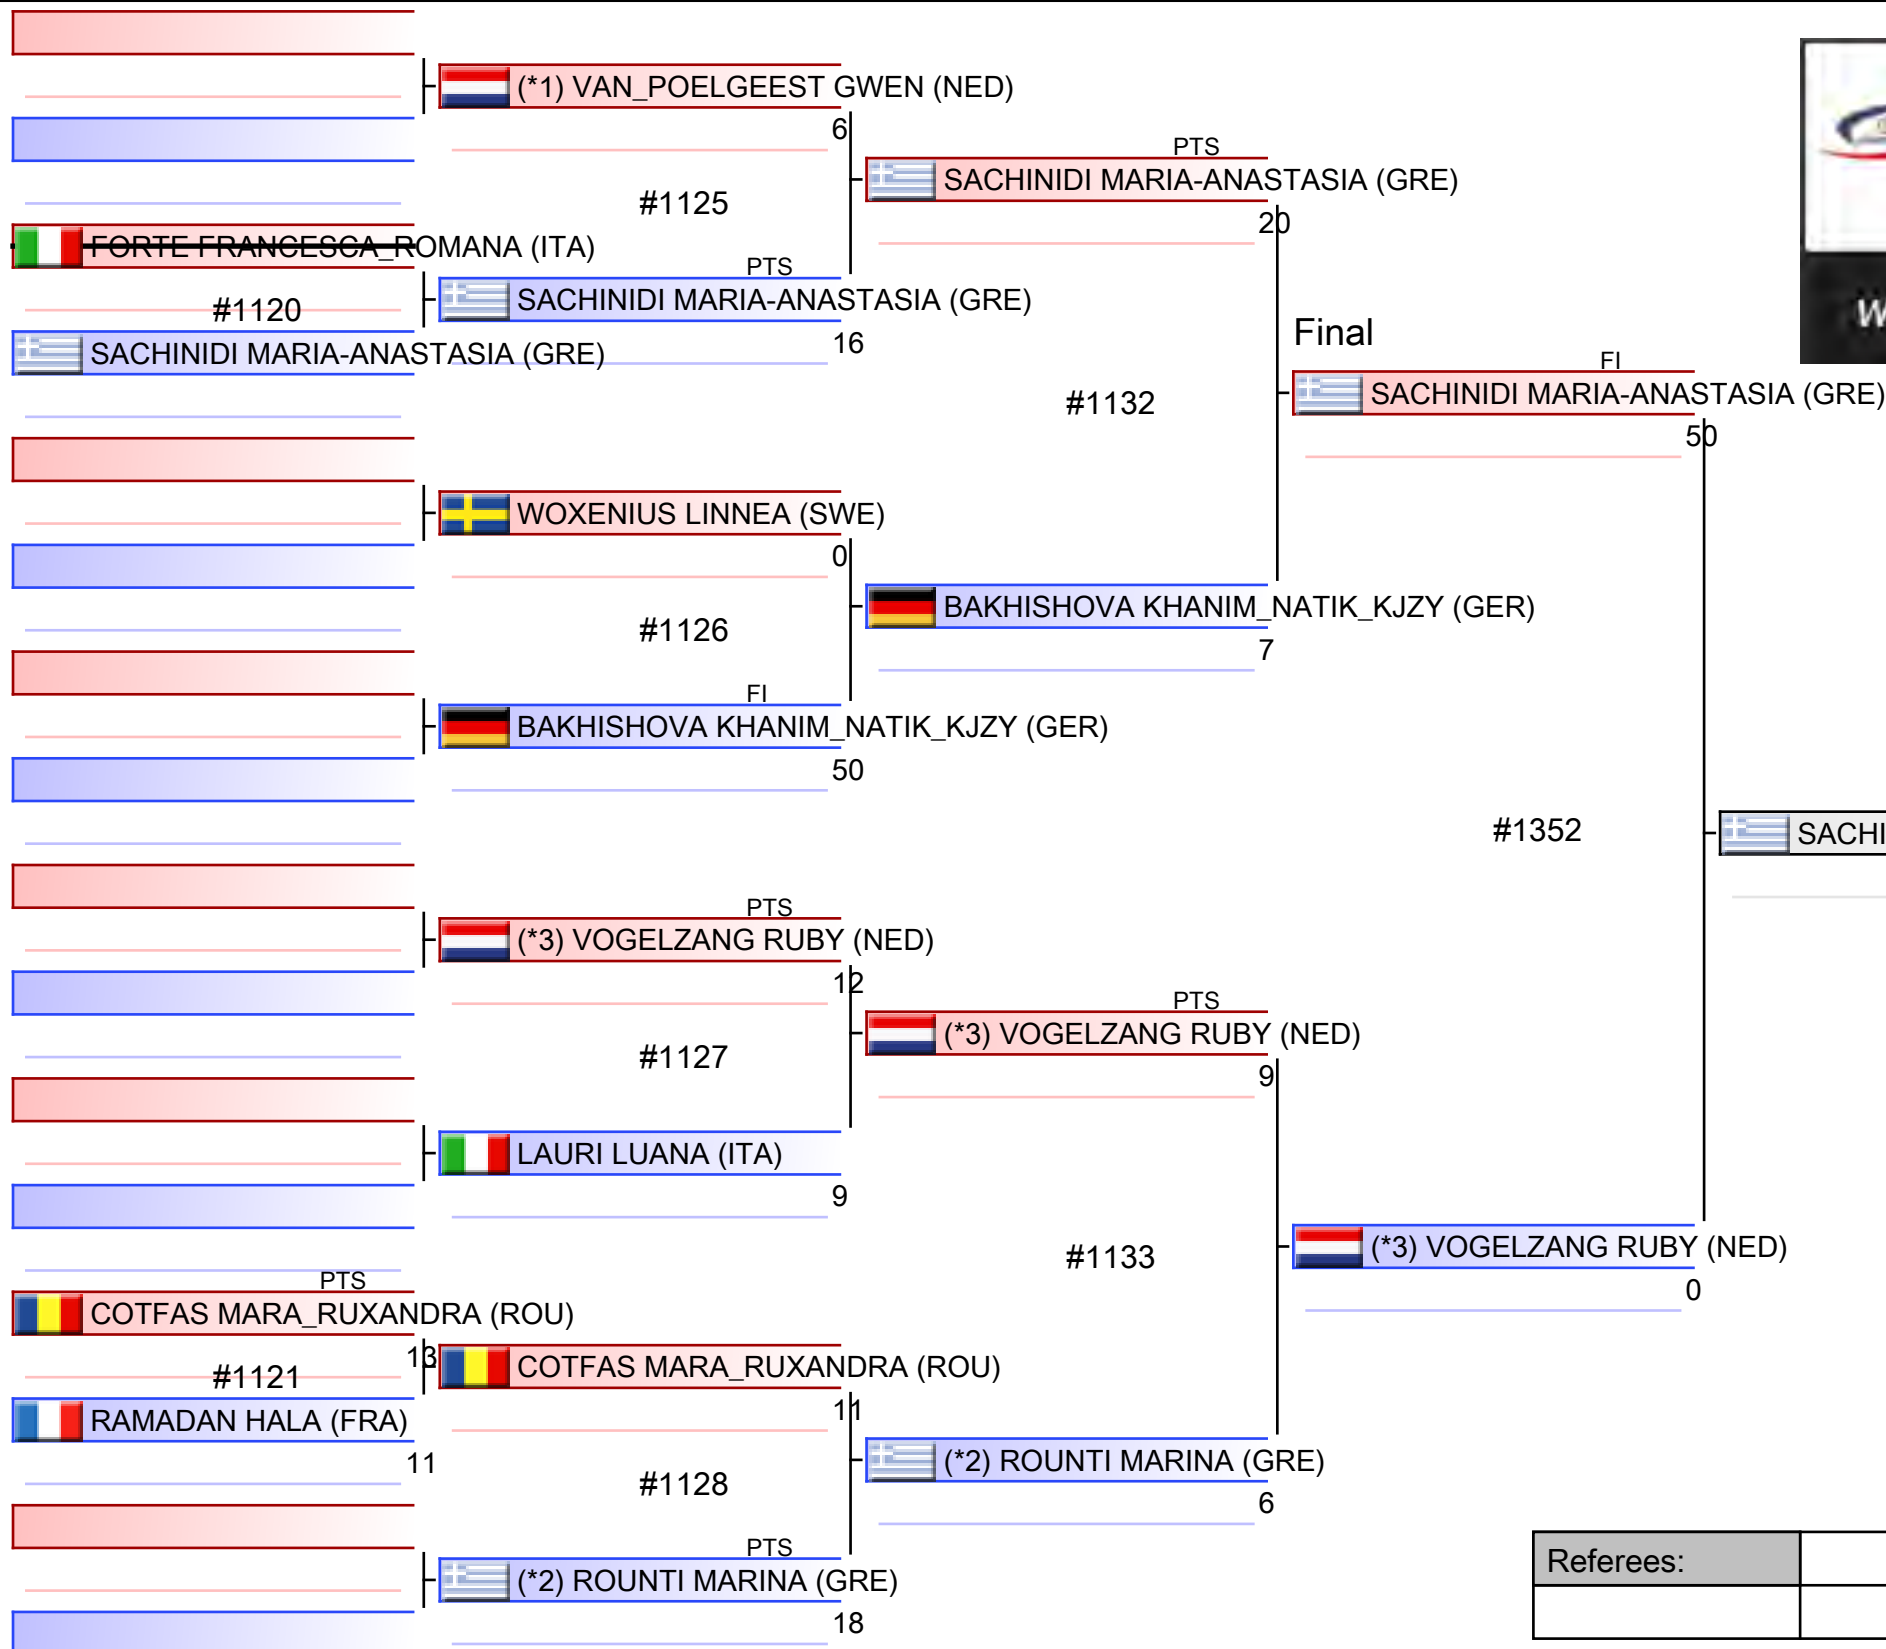 (*1) VAN_POELGEEST GWEN (NED)
6
PTS
SACHINIDI MARIA-ANASTASIA (GRE)
#1125
20
FORTE FRANCESCA_ROMANA (ITA)
PTS
#1120
SACHINIDI MARIA-ANASTASIA (GRE)
16
SACHINIDI MARIA-ANASTASIA (GRE)
Final
FI
SACHINIDI MARIA-ANASTASIA (GRE)
#1132
50
WOXENIUS LINNEA (SWE)
0
BAKHISHOVA KHANIM_NATIK_KJZY (GER)
#1126
7
FI
BAKHISHOVA KHANIM_NATIK_KJZY (GER)
50
#1352
SACHI
PTS
(*3) VOGELZANG RUBY (NED)
12
PTS
(*3) VOGELZANG RUBY (NED)
#1127
9
LAURI LUANA (ITA)
9
#1133
(*3) VOGELZANG RUBY (NED)
0
PTS
COTFAS MARA_RUXANDRA (ROU)
13
#1121
COTFAS MARA_RUXANDRA (ROU)
11
RAMADAN HALA (FRA)
11
(*2) ROUNTI MARINA (GRE)
#1128
6
PTS
(*2) ROUNTI MARINA (GRE)
18
Referees: